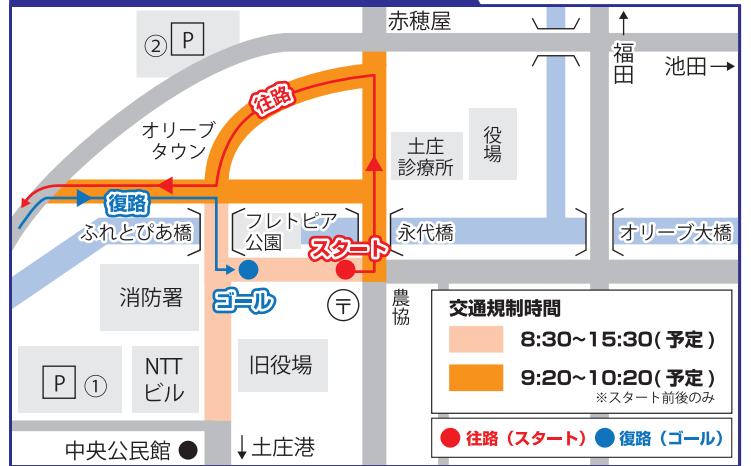 赤穂屋
② P
福田
池田
往路
オリーブ
タウン
土庄
診療所
役場
復路
ふれとぴあ橋
フレトピア
公園
スタート
永代橋
オリーブ大橋
ゴール
消防署
〒
農協
交通規制時間
8:30~15:30(予定)
9:20~10:20(予定)
※スタート前後のみ
P ①
NTT
ビル
旧役場
往路（スタート）
復路（ゴール）
中央公民館
土庄港